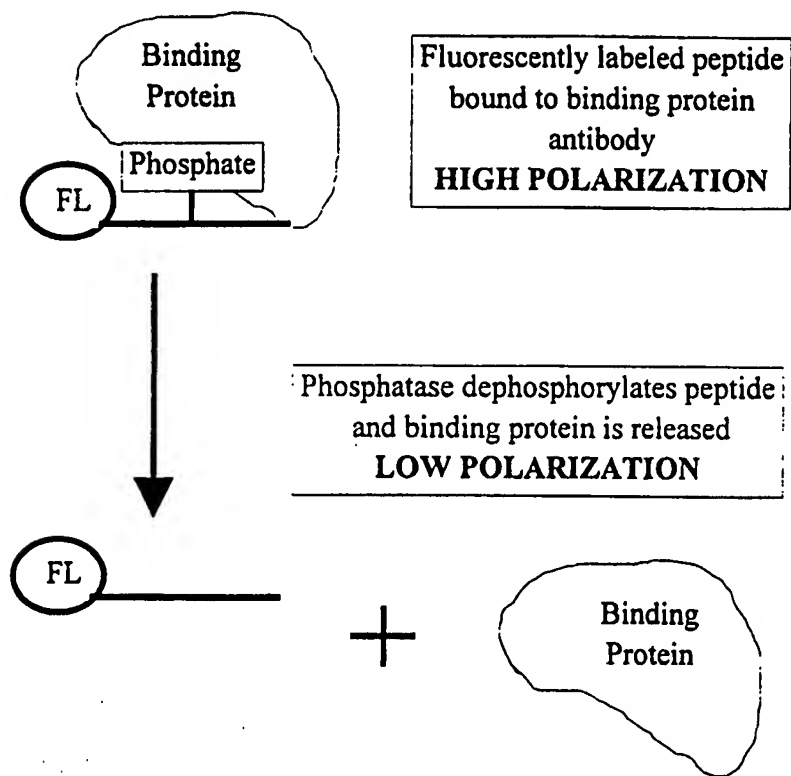 Binding
Protein
Fluorescently labeled peptide
bound to binding protein
antibody
HIGH POLARIZATION
Phosphate
FL
Phosphatase dephosphorylates peptide
and binding protein is released
LOW POLARIZATION
FL
Binding
Protein